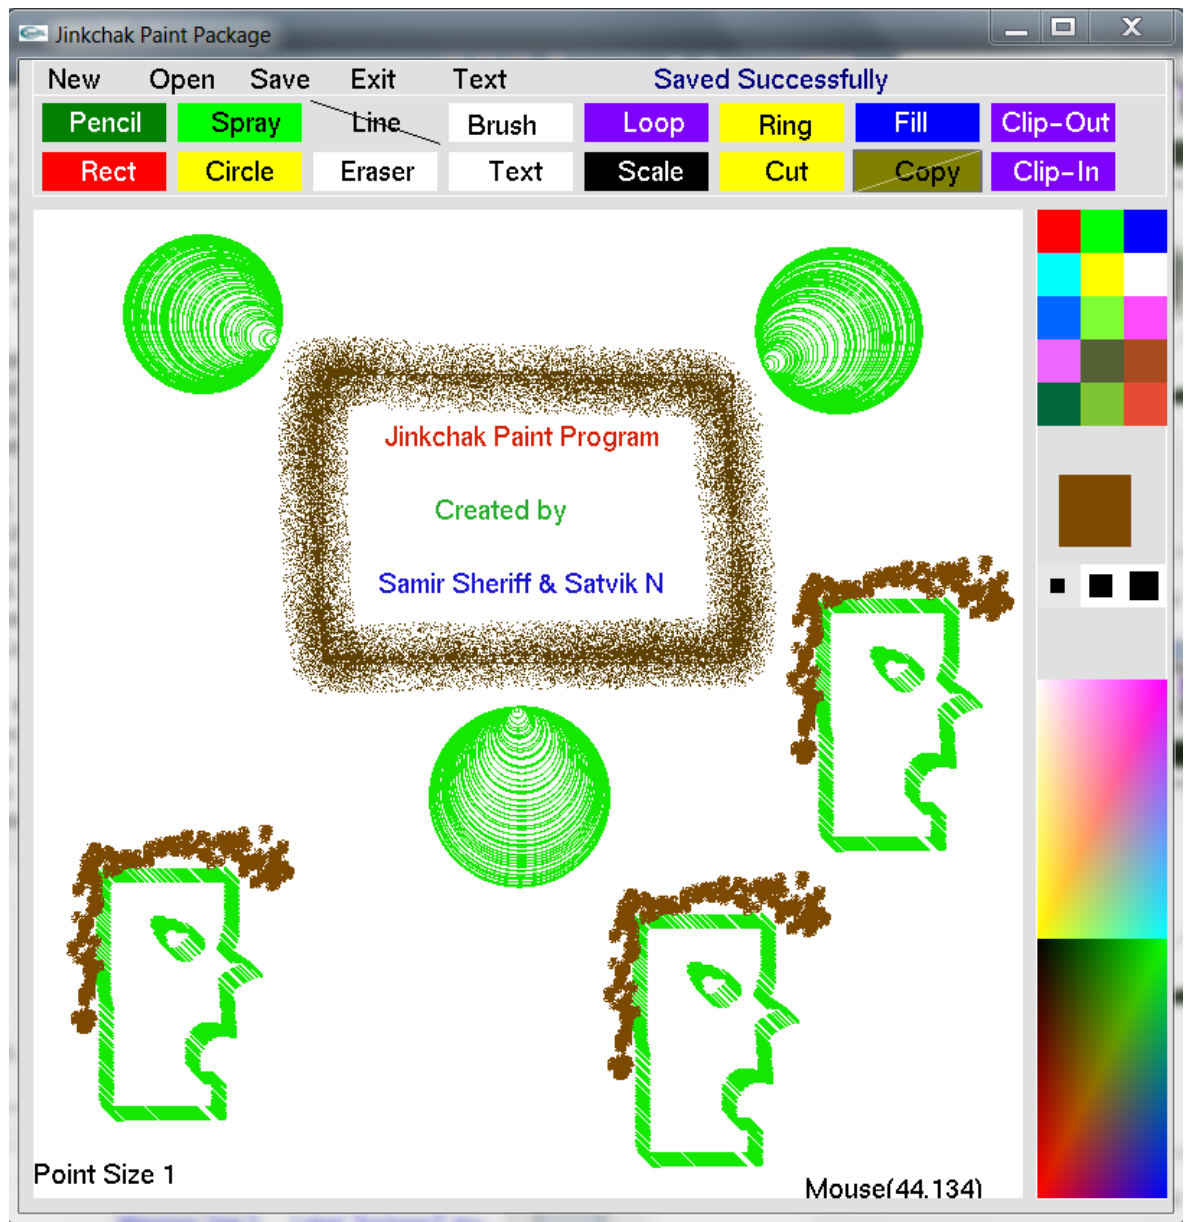 Jinkchak Paint Package
New Open Save Exit Text Saved Successfully
Pencil Spray Line Brush Loop Ring Fill Clip-Out
Rect Circle Eraser Text Scale Cut Copy Clip-In
Jinkchak Paint Program
Created by
Samir Sheriff & Satvik N
Point Size 1
Mouse(44,134)